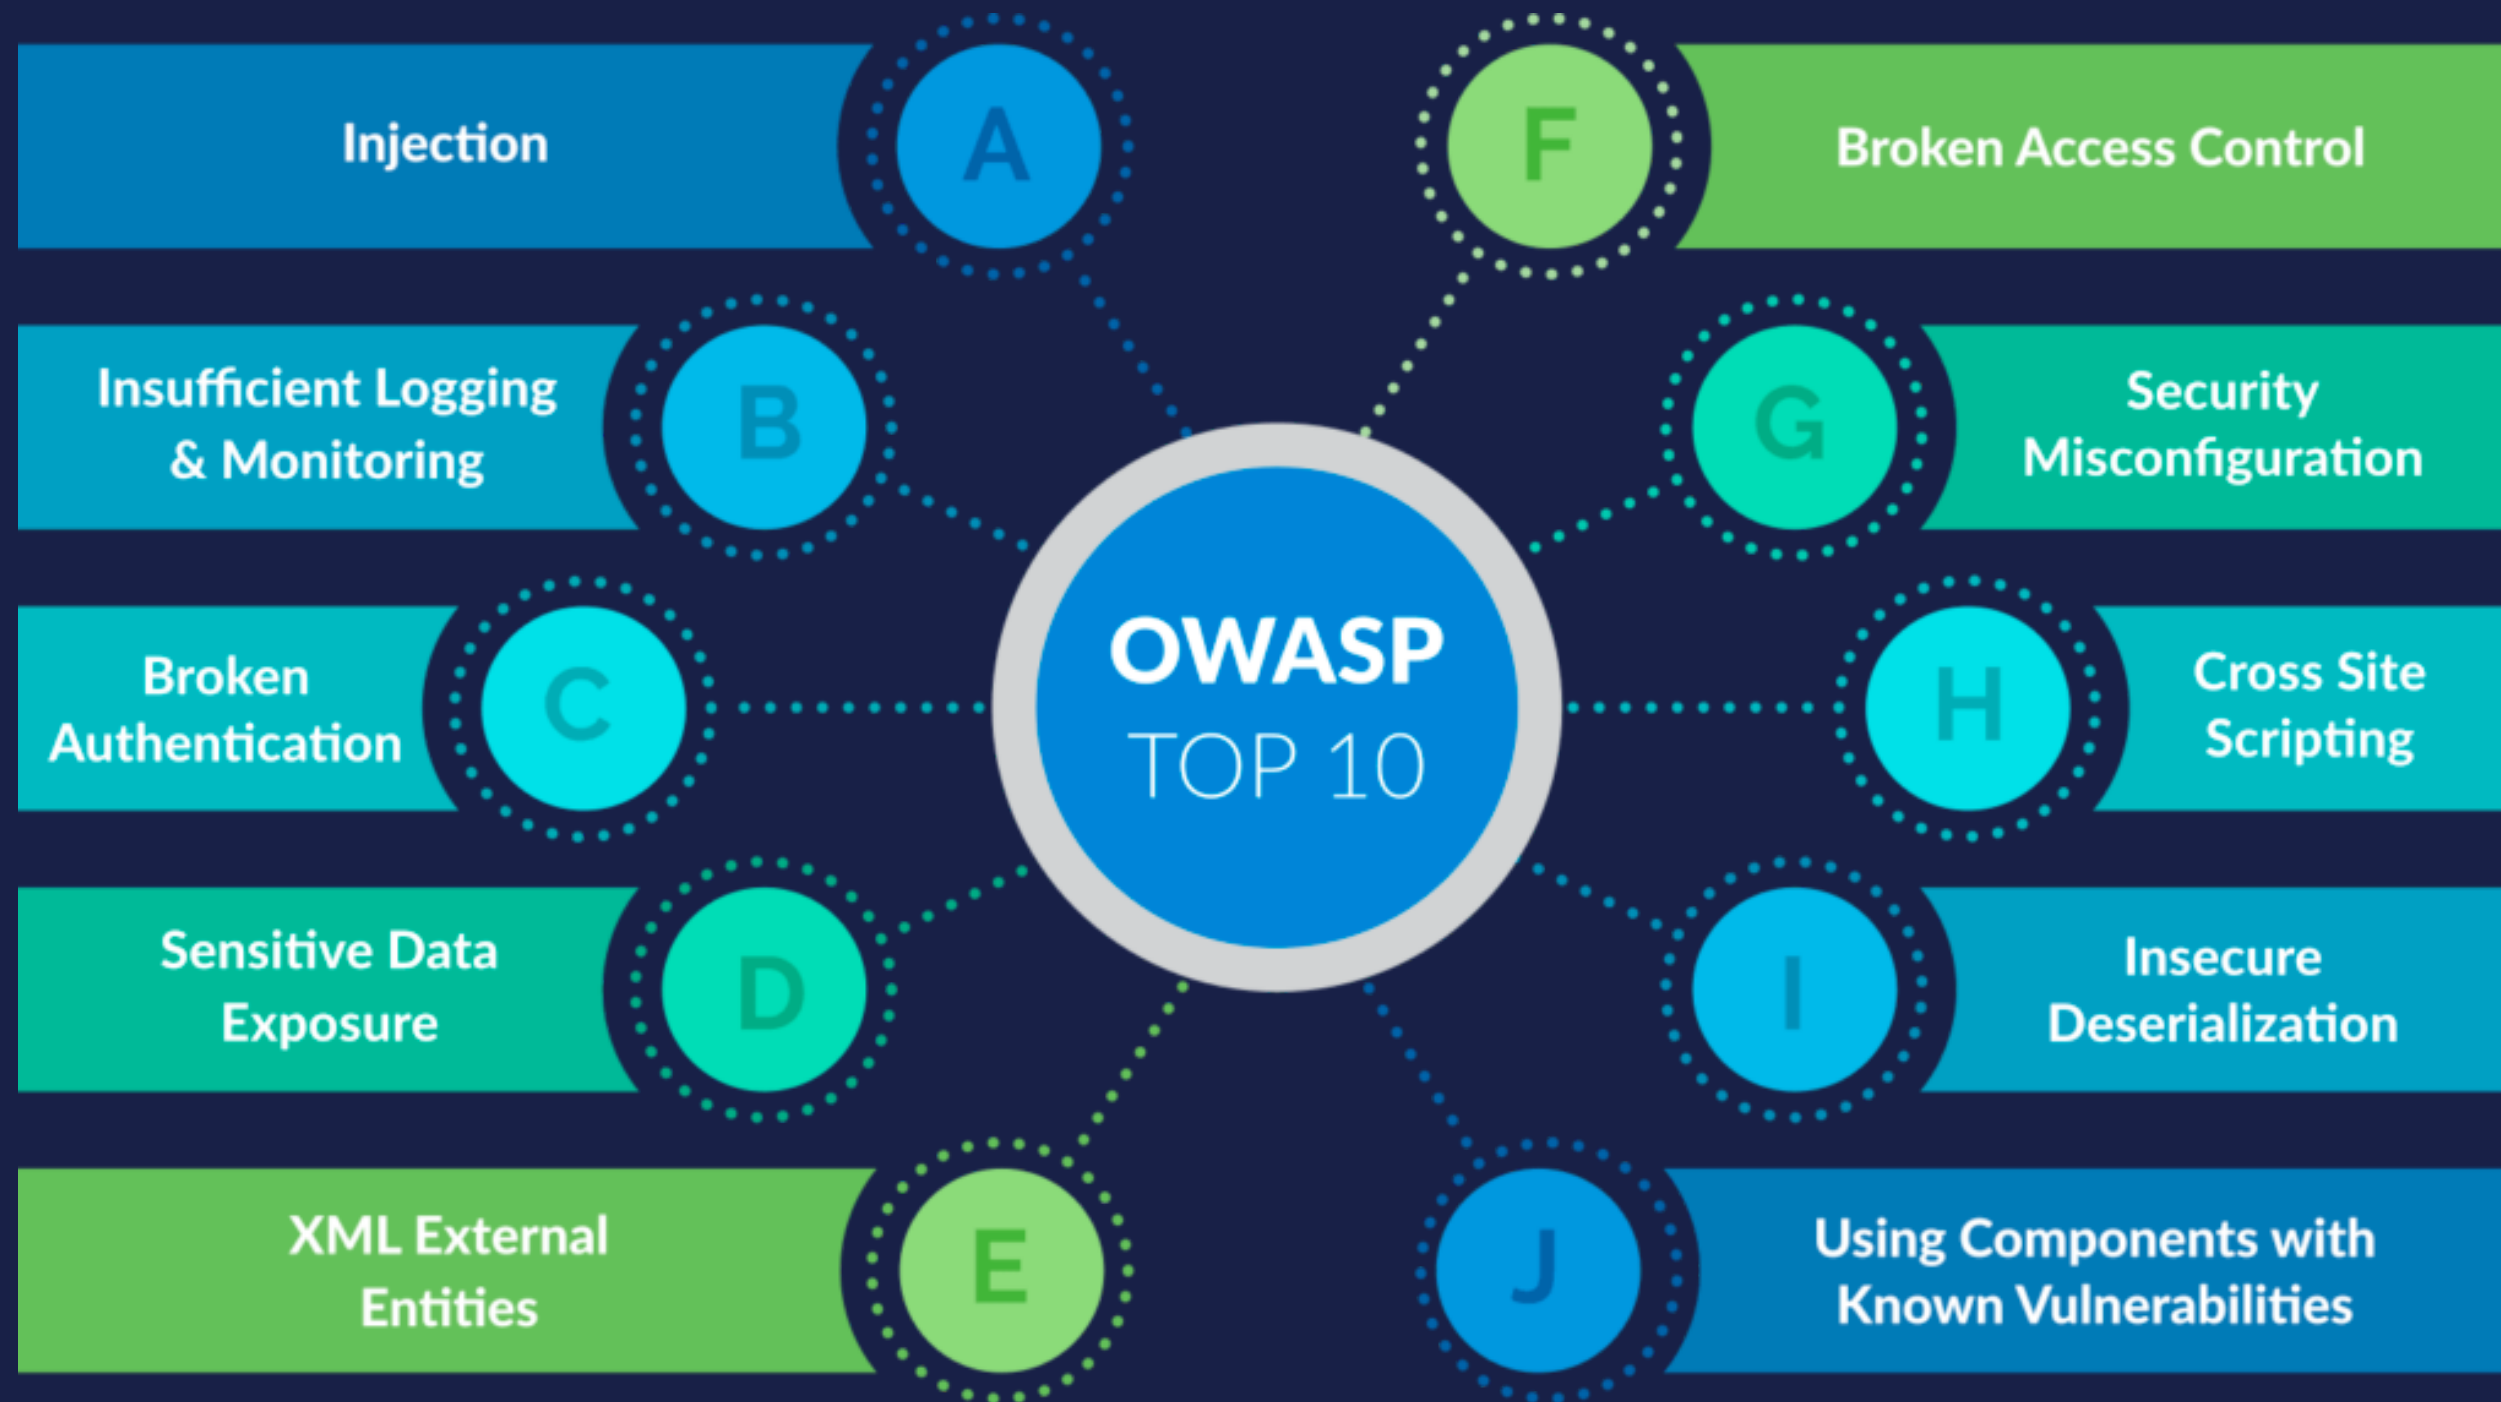 Injection
A
Insufficient Logging
& Monitoring
B
Broken
Authentication
C
Sensitive Data
Exposure
D
XML External
Entities
E
OWASP
TOP 10
F
Broken Access Control
G
Security
Misconfiguration
H
Cross Site
Scripting
I
Insecure
Deserialization
J
Using Components with
Known Vulnerabilities